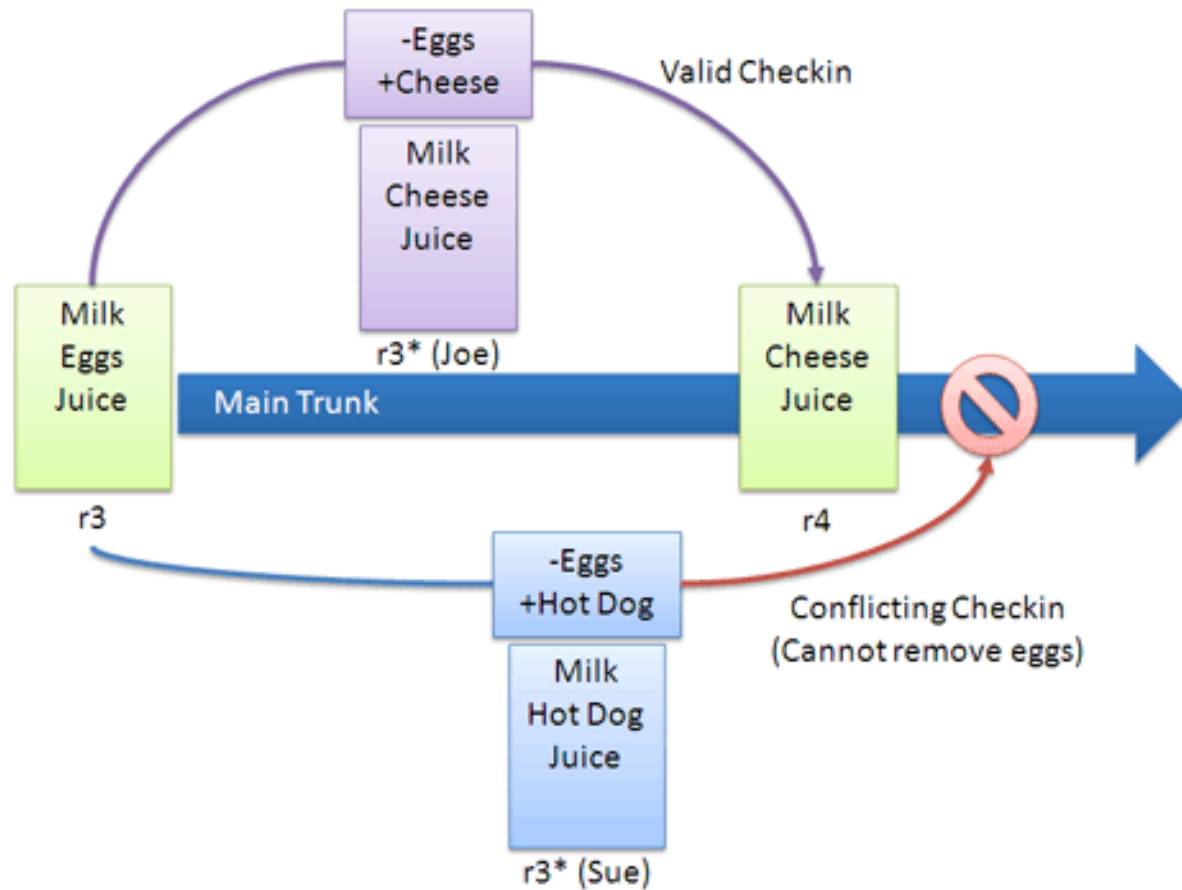 -Eggs
+Cheese
Valid Checkin
Milk
Cheese
Juice
r3* (Joe)
Milk
Eggs
Juice
r3
Main Trunk
Milk
Cheese
Juice
r4
-Eggs
+Hot Dog
Conflicting Checkin
(Cannot remove eggs)
Milk
Hot Dog
Juice
r3* (Sue)